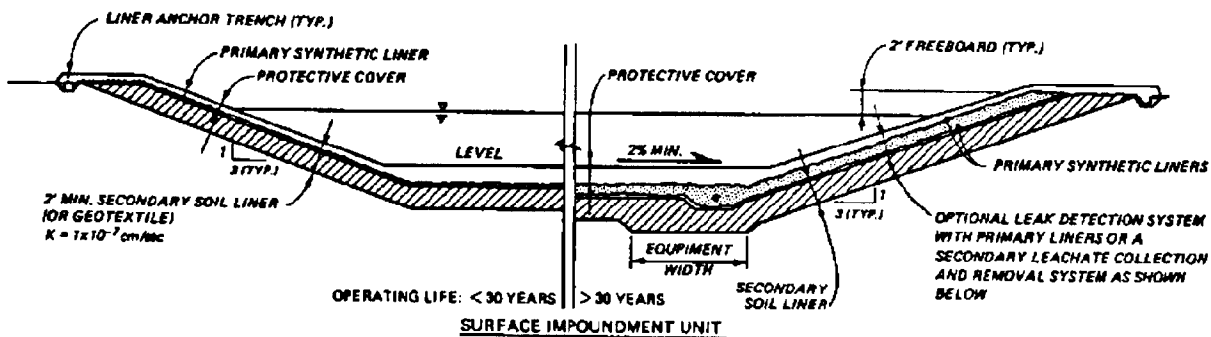 LINER ANCHOR TRENCH (TYP.)
PRIMARY SYNTHETIC LINER
PROTECTIVE COVER
1
3 (TYP.)
2' MIN. SECONDARY SOIL LINER
(OR GEOTEXTILE)
K = 1x10⁻⁷ cm/sec
LEVEL
PROTECTIVE COVER
2% MIN.
2' FREEBOARD (TYP.)
PRIMARY SYNTHETIC LINERS
1
3 (TYP.)
OPTIONAL LEAK DETECTION SYSTEM
WITH PRIMARY LINERS OR A
SECONDARY LEACHATE COLLECTION
AND REMOVAL SYSTEM AS SHOWN
BELOW
EQUPIMENT
WIDTH
SECONDARY
SOIL LINER
OPERATING LIFE: < 30 YEARS > 30 YEARS
SURFACE IMPOUNDMENT UNIT